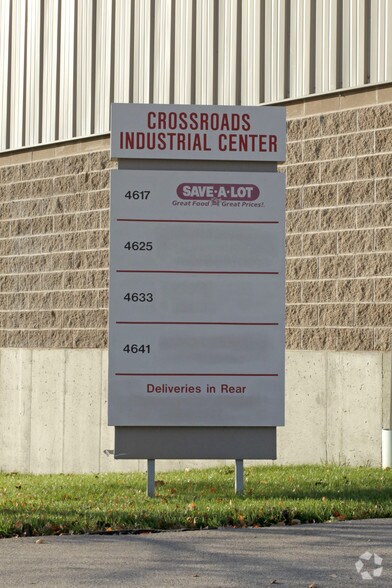 CROSSROADS
INDUSTRIAL CENTER
4617 SAVE·A·LOT
Great Food Great Prices!
4625
4633
4641
Deliveries in Rear